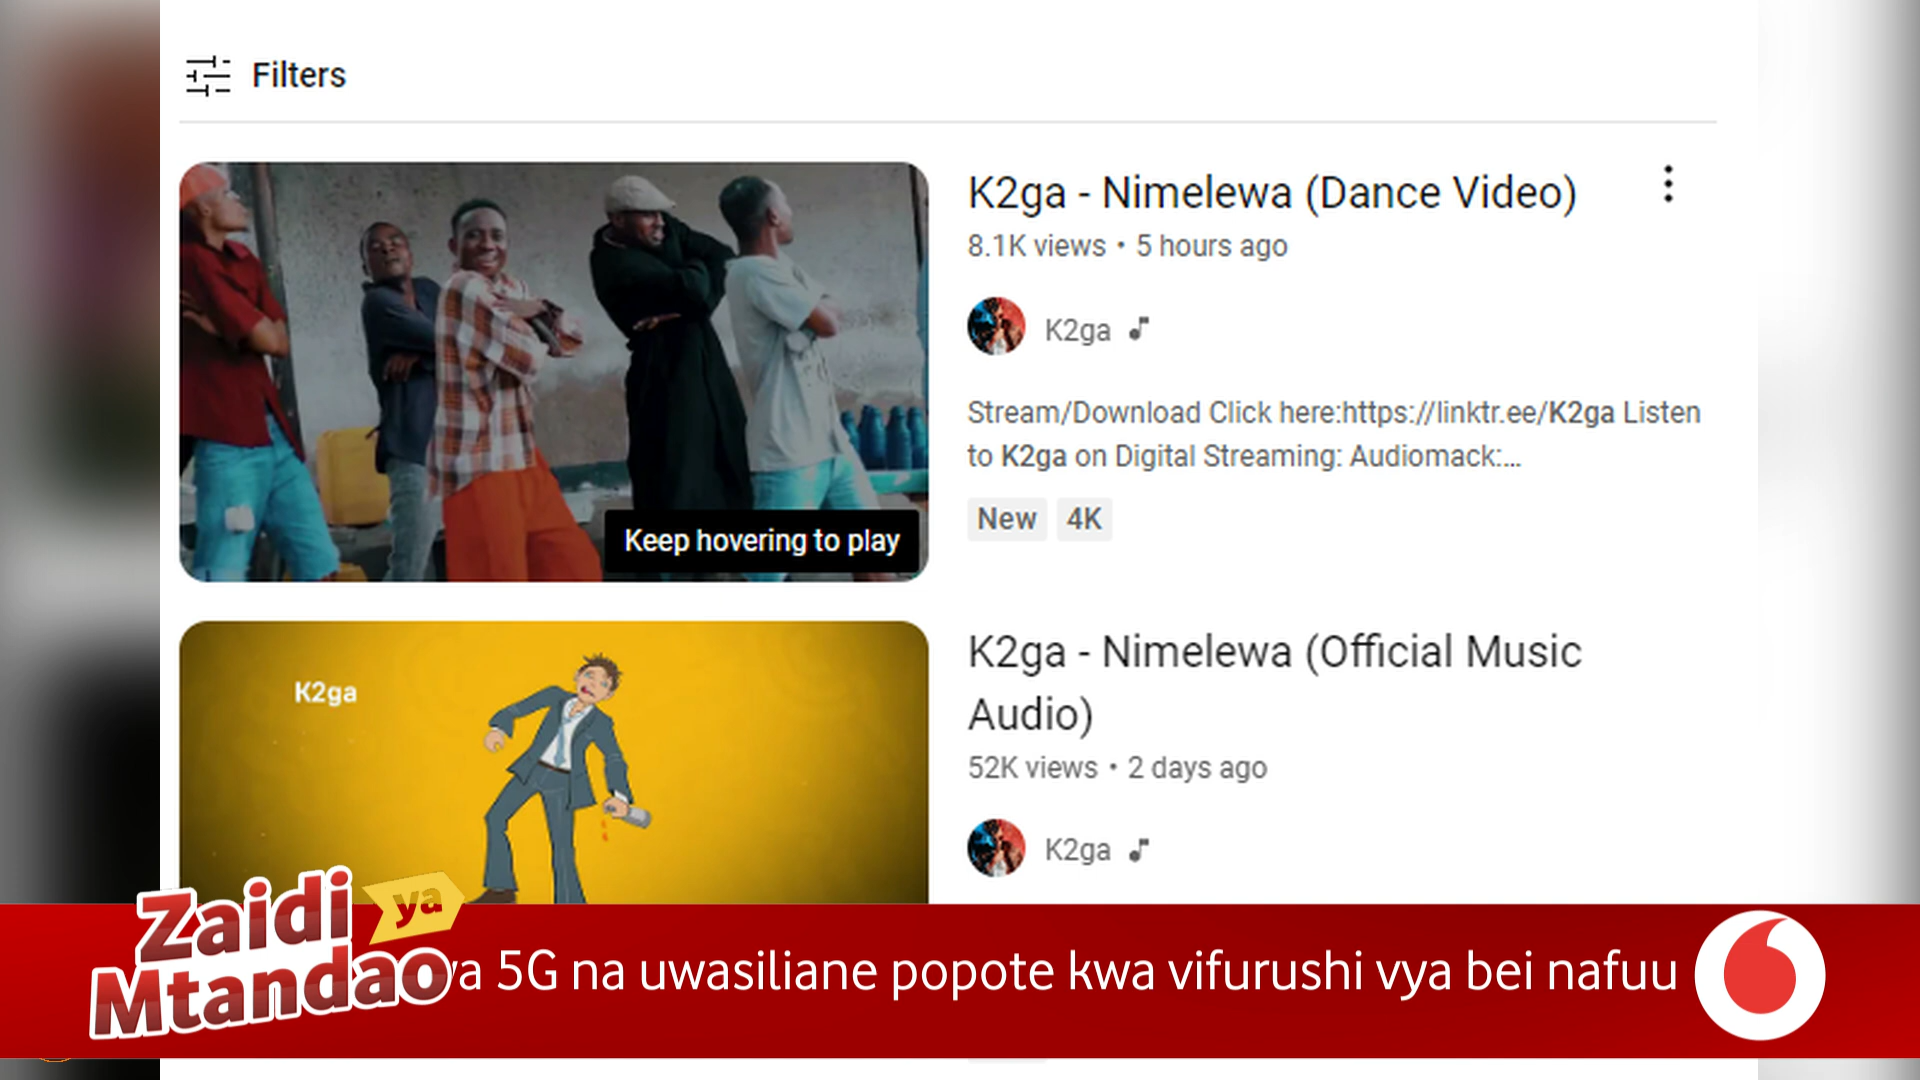 Filters
K2ga - Nimelewa (Dance Video)
8.1K views • 5 hours ago
K2ga
Stream/Download Click here:https://linktr.ee/K2ga Listen
to K2ga on Digital Streaming: Audiomack:...
New 4K
Keep hovering to play
K2ga - Nimelewa (Official Music
Audio)
52K views • 2 days ago
K2ga
K2ga
Zaidi ya
Mtandao
ya 5G na uwasiliane popote kwa vifurushi vya bei nafuu